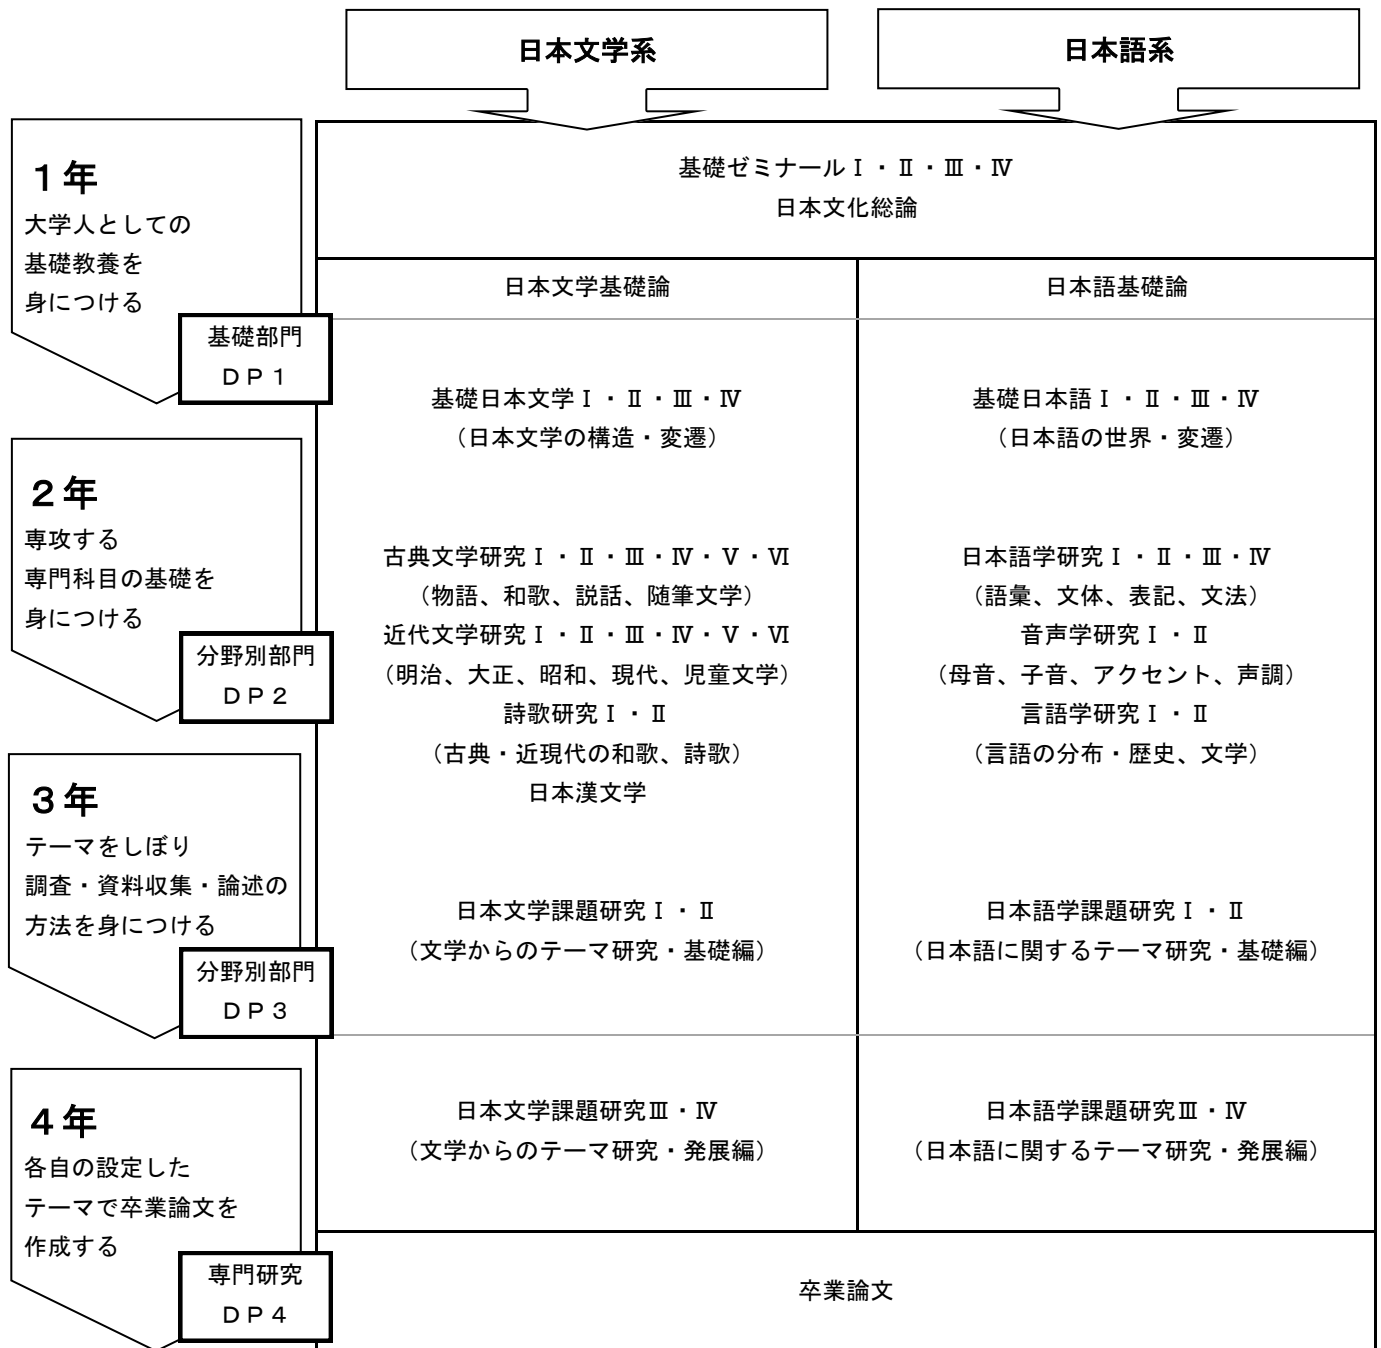 日本文学系
日本語系
１年
大学人としての
基礎教養を
身につける
基礎部門
ＤＰ１
基礎ゼミナールⅠ・Ⅱ・Ⅲ・Ⅳ
日本文化総論
日本文学基礎論
日本語基礎論
基礎日本文学Ⅰ・Ⅱ・Ⅲ・Ⅳ
（日本文学の構造・変遷）
基礎日本語Ⅰ・Ⅱ・Ⅲ・Ⅳ
（日本語の世界・変遷）
２年
専攻する
専門科目の基礎を
身につける
分野別部門
ＤＰ２
古典文学研究Ⅰ・Ⅱ・Ⅲ・Ⅳ・Ⅴ・Ⅵ
（物語、和歌、説話、随筆文学）
近代文学研究Ⅰ・Ⅱ・Ⅲ・Ⅳ・Ⅴ・Ⅵ
（明治、大正、昭和、現代、児童文学）
詩歌研究Ⅰ・Ⅱ
（古典・近現代の和歌、詩歌）
日本漢文学
日本語学研究Ⅰ・Ⅱ・Ⅲ・Ⅳ
（語彙、文体、表記、文法）
音声学研究Ⅰ・Ⅱ
（母音、子音、アクセント、声調）
言語学研究Ⅰ・Ⅱ
（言語の分布・歴史、文学）
３年
テーマをしぼり
調査・資料収集・論述の
方法を身につける
分野別部門
ＤＰ３
日本文学課題研究Ⅰ・Ⅱ
（文学からのテーマ研究・基礎編）
日本語学課題研究Ⅰ・Ⅱ
（日本語に関するテーマ研究・基礎編）
４年
各自の設定した
テーマで卒業論文を
作成する
専門研究
ＤＰ４
日本文学課題研究Ⅲ・Ⅳ
（文学からのテーマ研究・発展編）
日本語学課題研究Ⅲ・Ⅳ
（日本語に関するテーマ研究・発展編）
卒業論文